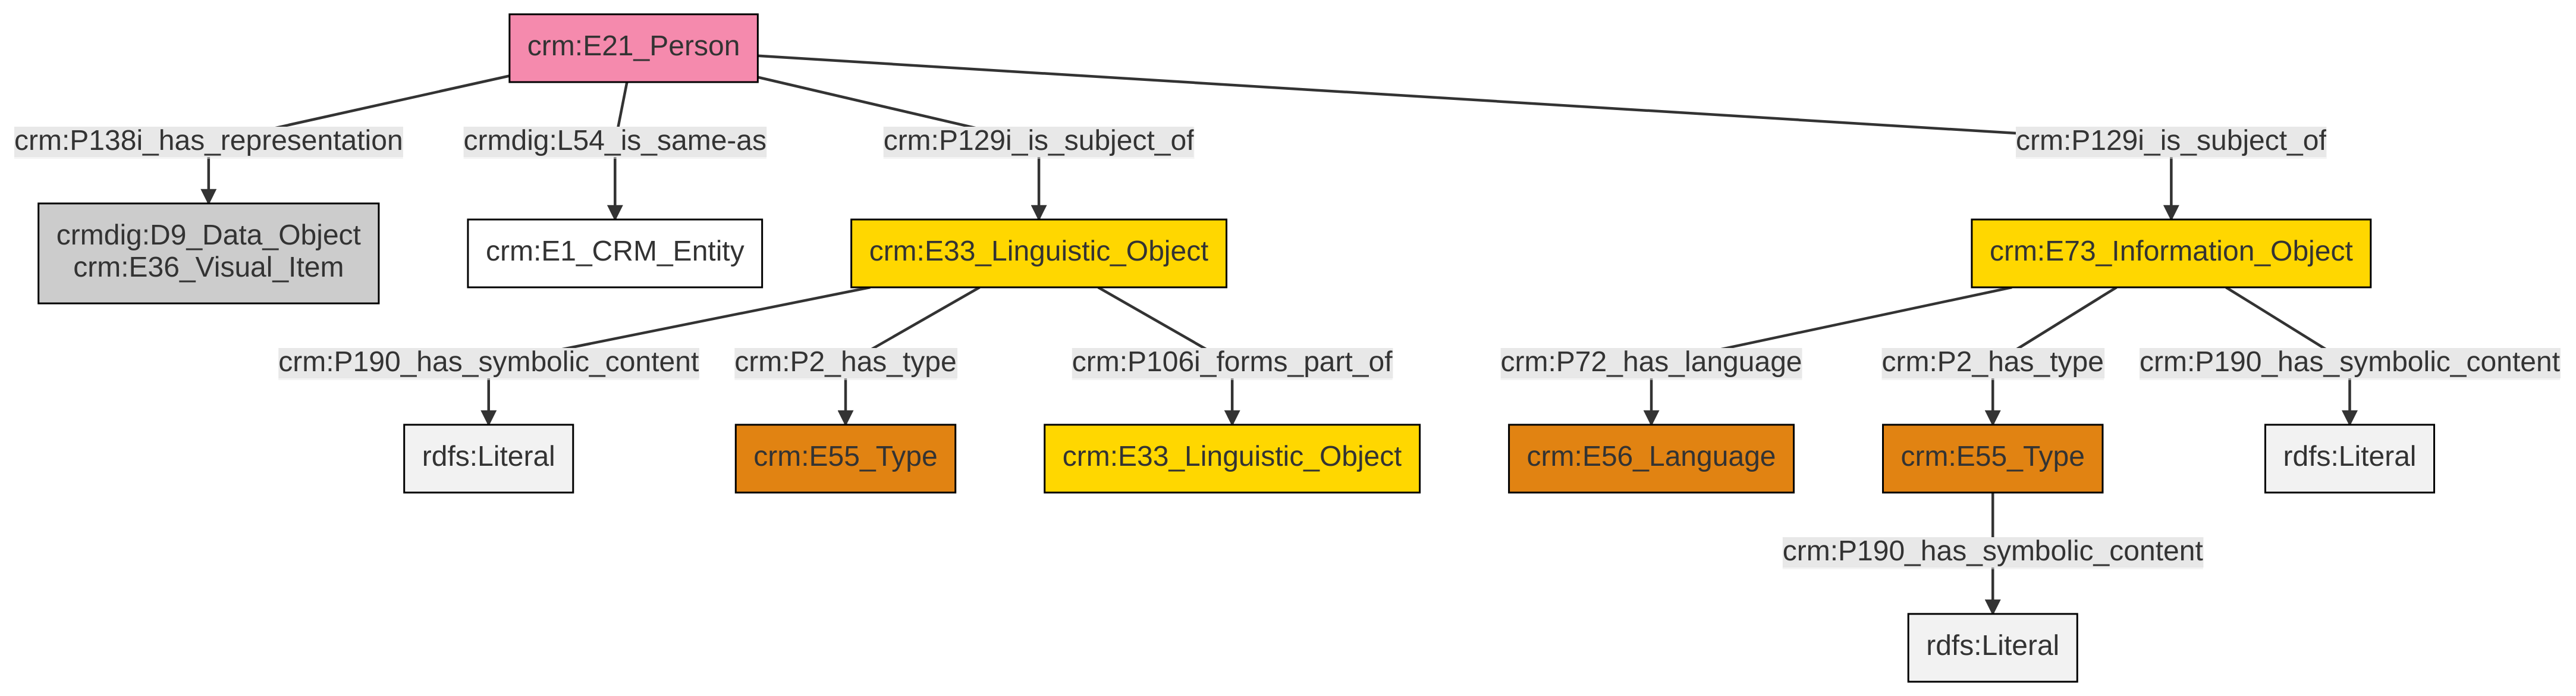 crm:E21_Person
crm:P138i_has_representation
crmdig:L54_is_same-as
crm:P129i_is_subject_of
crm:P129i_is_subject_of
crmdig:D9_Data_Object
crm:E36_Visual_Item
crm:E1_CRM_Entity
crm:E33_Linguistic_Object
crm:E73_Information_Object
crm:P190_has_symbolic_content
crm:P2_has_type
crm:P106i_forms_part_of
crm:P72_has_language
crm:P2_has_type
crm:P190_has_symbolic_content
rdfs:Literal
crm:E55_Type
crm:E33_Linguistic_Object
crm:E56_Language
crm:E55_Type
rdfs:Literal
crm:P190_has_symbolic_content
rdfs:Literal